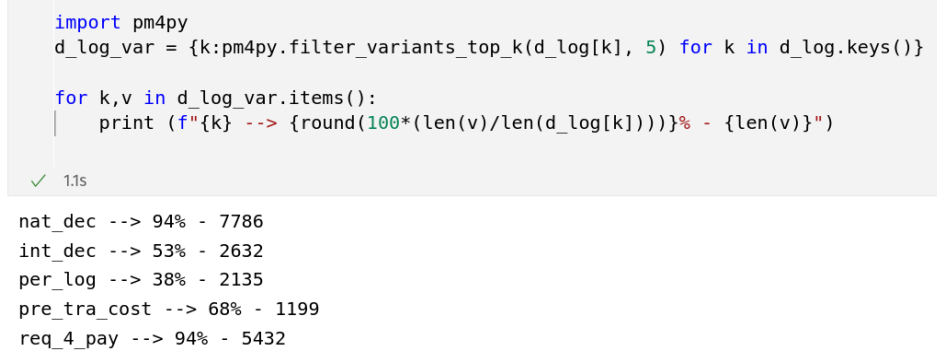 import pm4py
d_log_var = {k:pm4py.filter_variants_top_k(d_log[k], 5) for k in d_log.keys()}
for k,v in d_log_var.items():
    print (f"{k} --> {round(100*(len(v)/len(d_log[k])))}% - {len(v)}")
✓ 1.1s
nat_dec --> 94% - 7786
int_dec --> 53% - 2632
per_log --> 38% - 2135
pre_tra_cost --> 68% - 1199
req_4_pay --> 94% - 5432